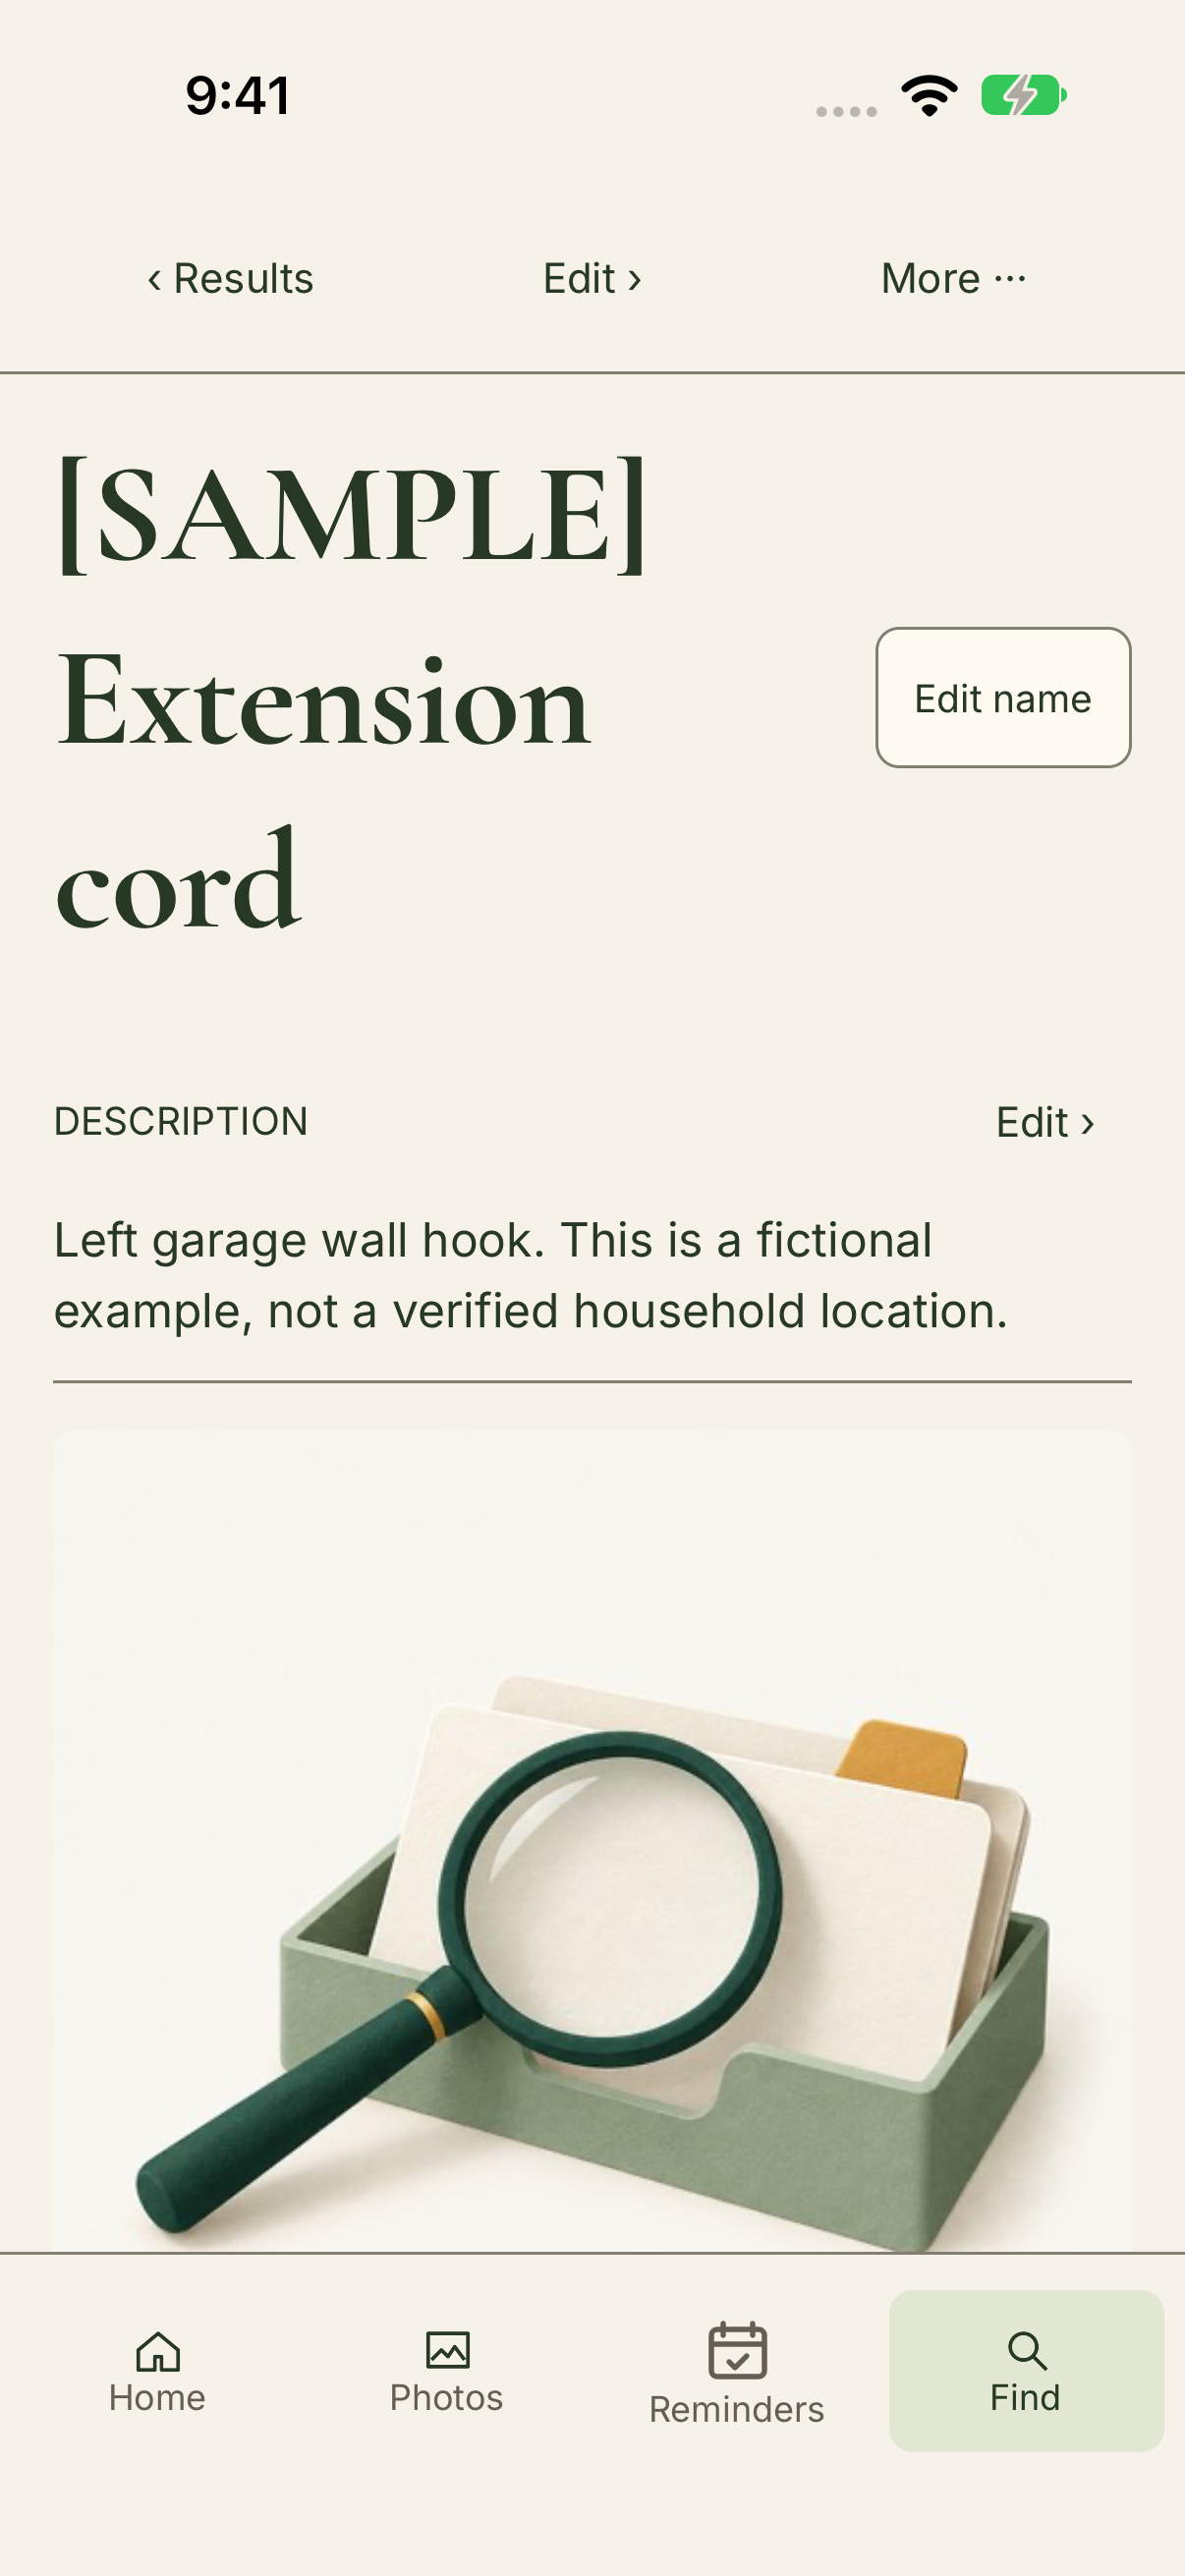 9:41
‹ Results
Edit ›
More ···
[SAMPLE]
Extension
cord
Edit name
DESCRIPTION
Edit ›
Left garage wall hook. This is a fictional
example, not a verified household location.
Home
Photos
Reminders
Find